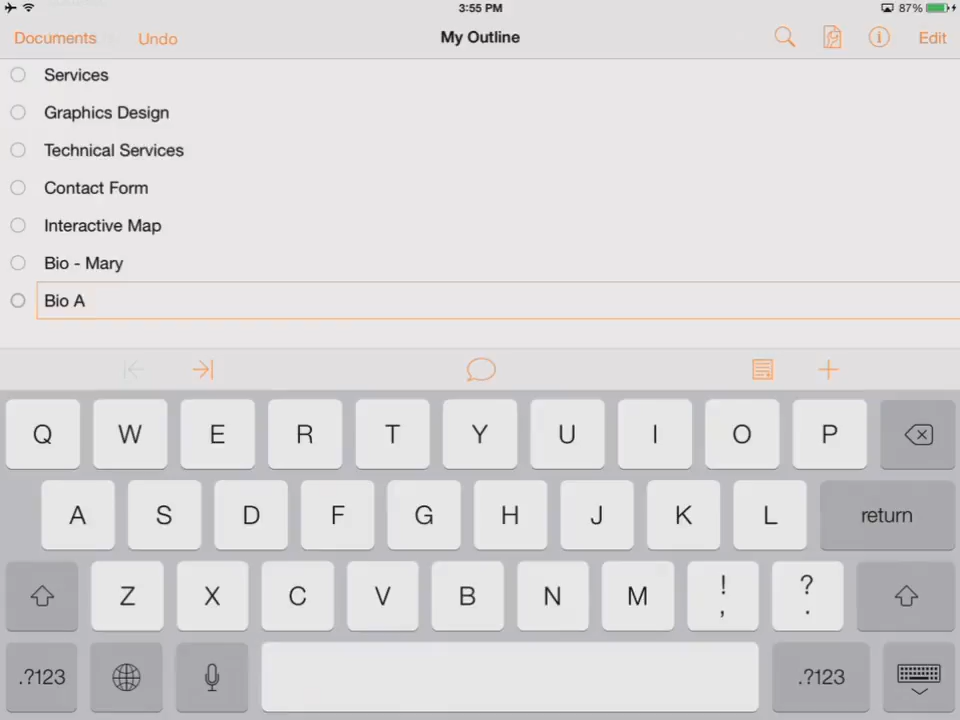 3:55 PM
87%
Documents Undo My Outline Edit
Services
Graphics Design
Technical Services
Contact Form
Interactive Map
Bio - Mary
Bio A
Q W E R T Y U I O P
A S D F G H J K L return
Z X C V B N M ! , ? .
.?123 .?123